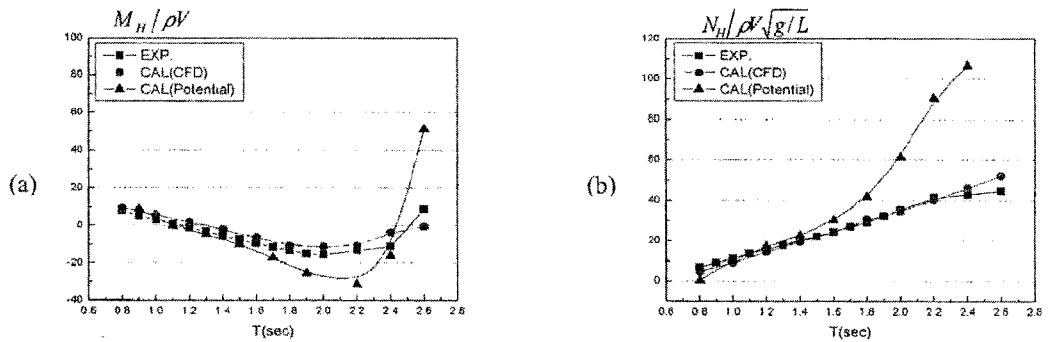 M_H/ρV
100
80
60
40
20
0
-20
-40
0.6 0.8 1.0 1.2 1.4 1.6 1.8 2.0 2.2 2.4 2.6 2.8
T(sec)
EXP.
CAL(CFD)
CAL(Potential)
(a)
N_H/ρV√g/L
120
100
80
60
40
20
0
0.6 0.8 1.0 1.2 1.4 1.6 1.8 2.0 2.2 2.4 2.6 2.8
T(sec)
EXP.
CAL(CFD)
CAL(Potential)
(b)